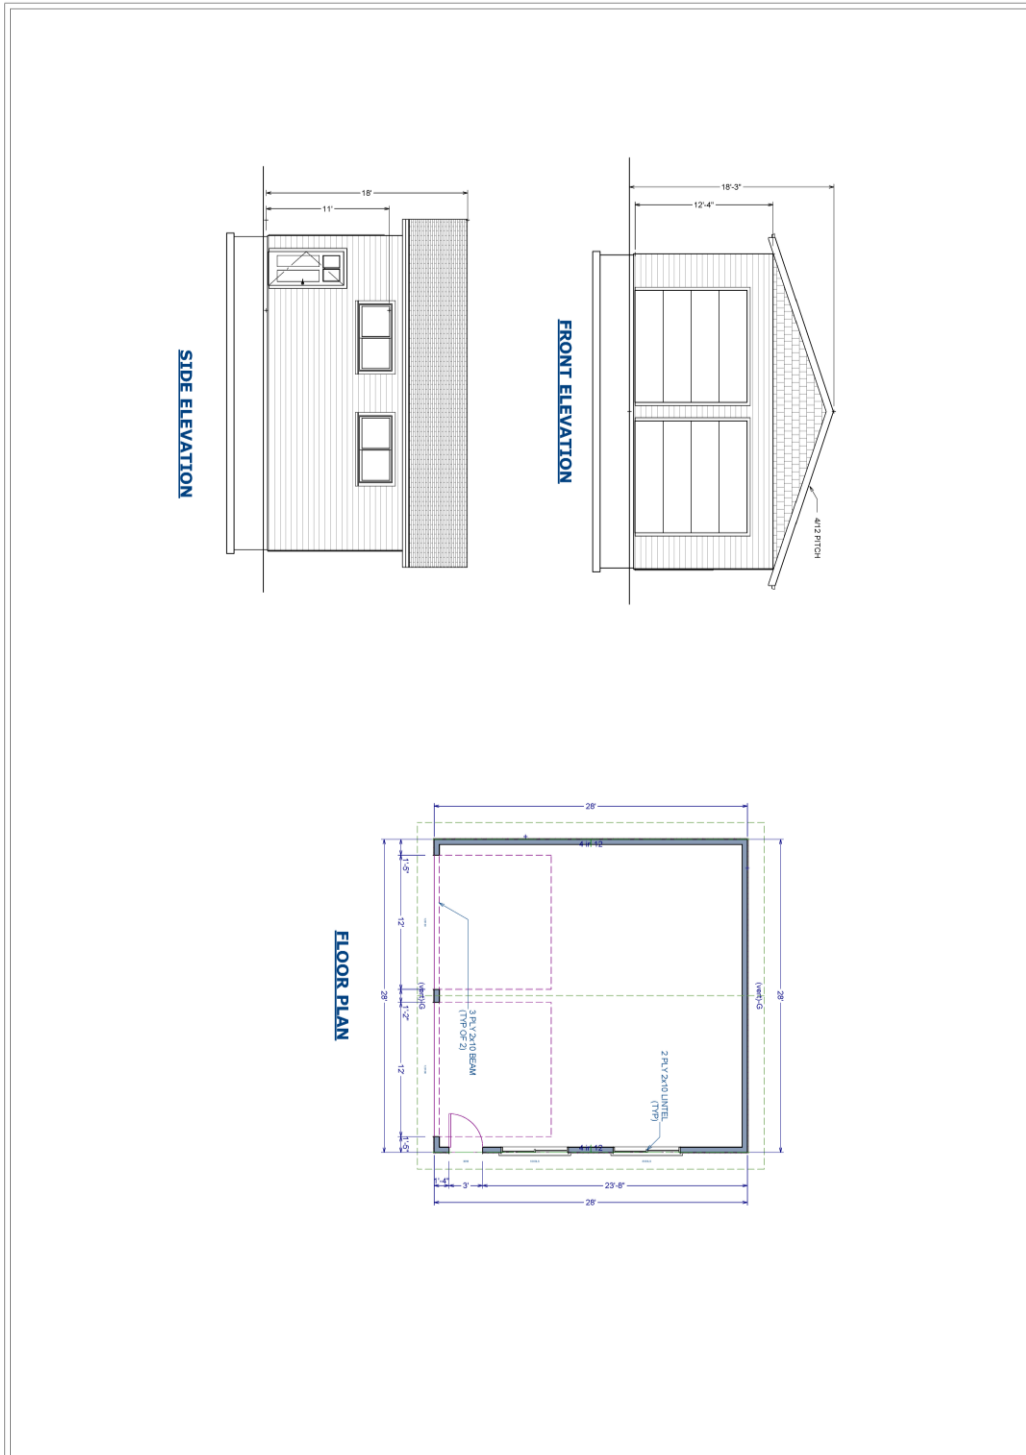 18'
11'
SIDE ELEVATION
18'-3"
12'-4"
4/12 PITCH
FRONT ELEVATION
28'
4 in 12
1'-5"
12'
28'
(vert)-G
1'-2"
12'
1'-5"
3 PLY 2x10 BEAM
(TYP OF 2)
2 PLY 2x10 LINTEL
(TYP)
(vert)-G
28'
4 in 12
1'-4"
3'
23'-8"
28'
FLOOR PLAN